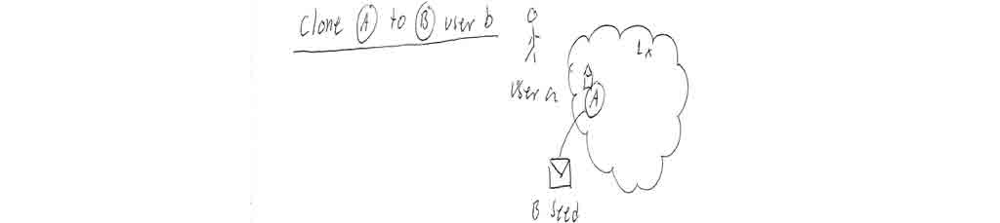 Clone A to B user b
Lx
User a
A
B Seed